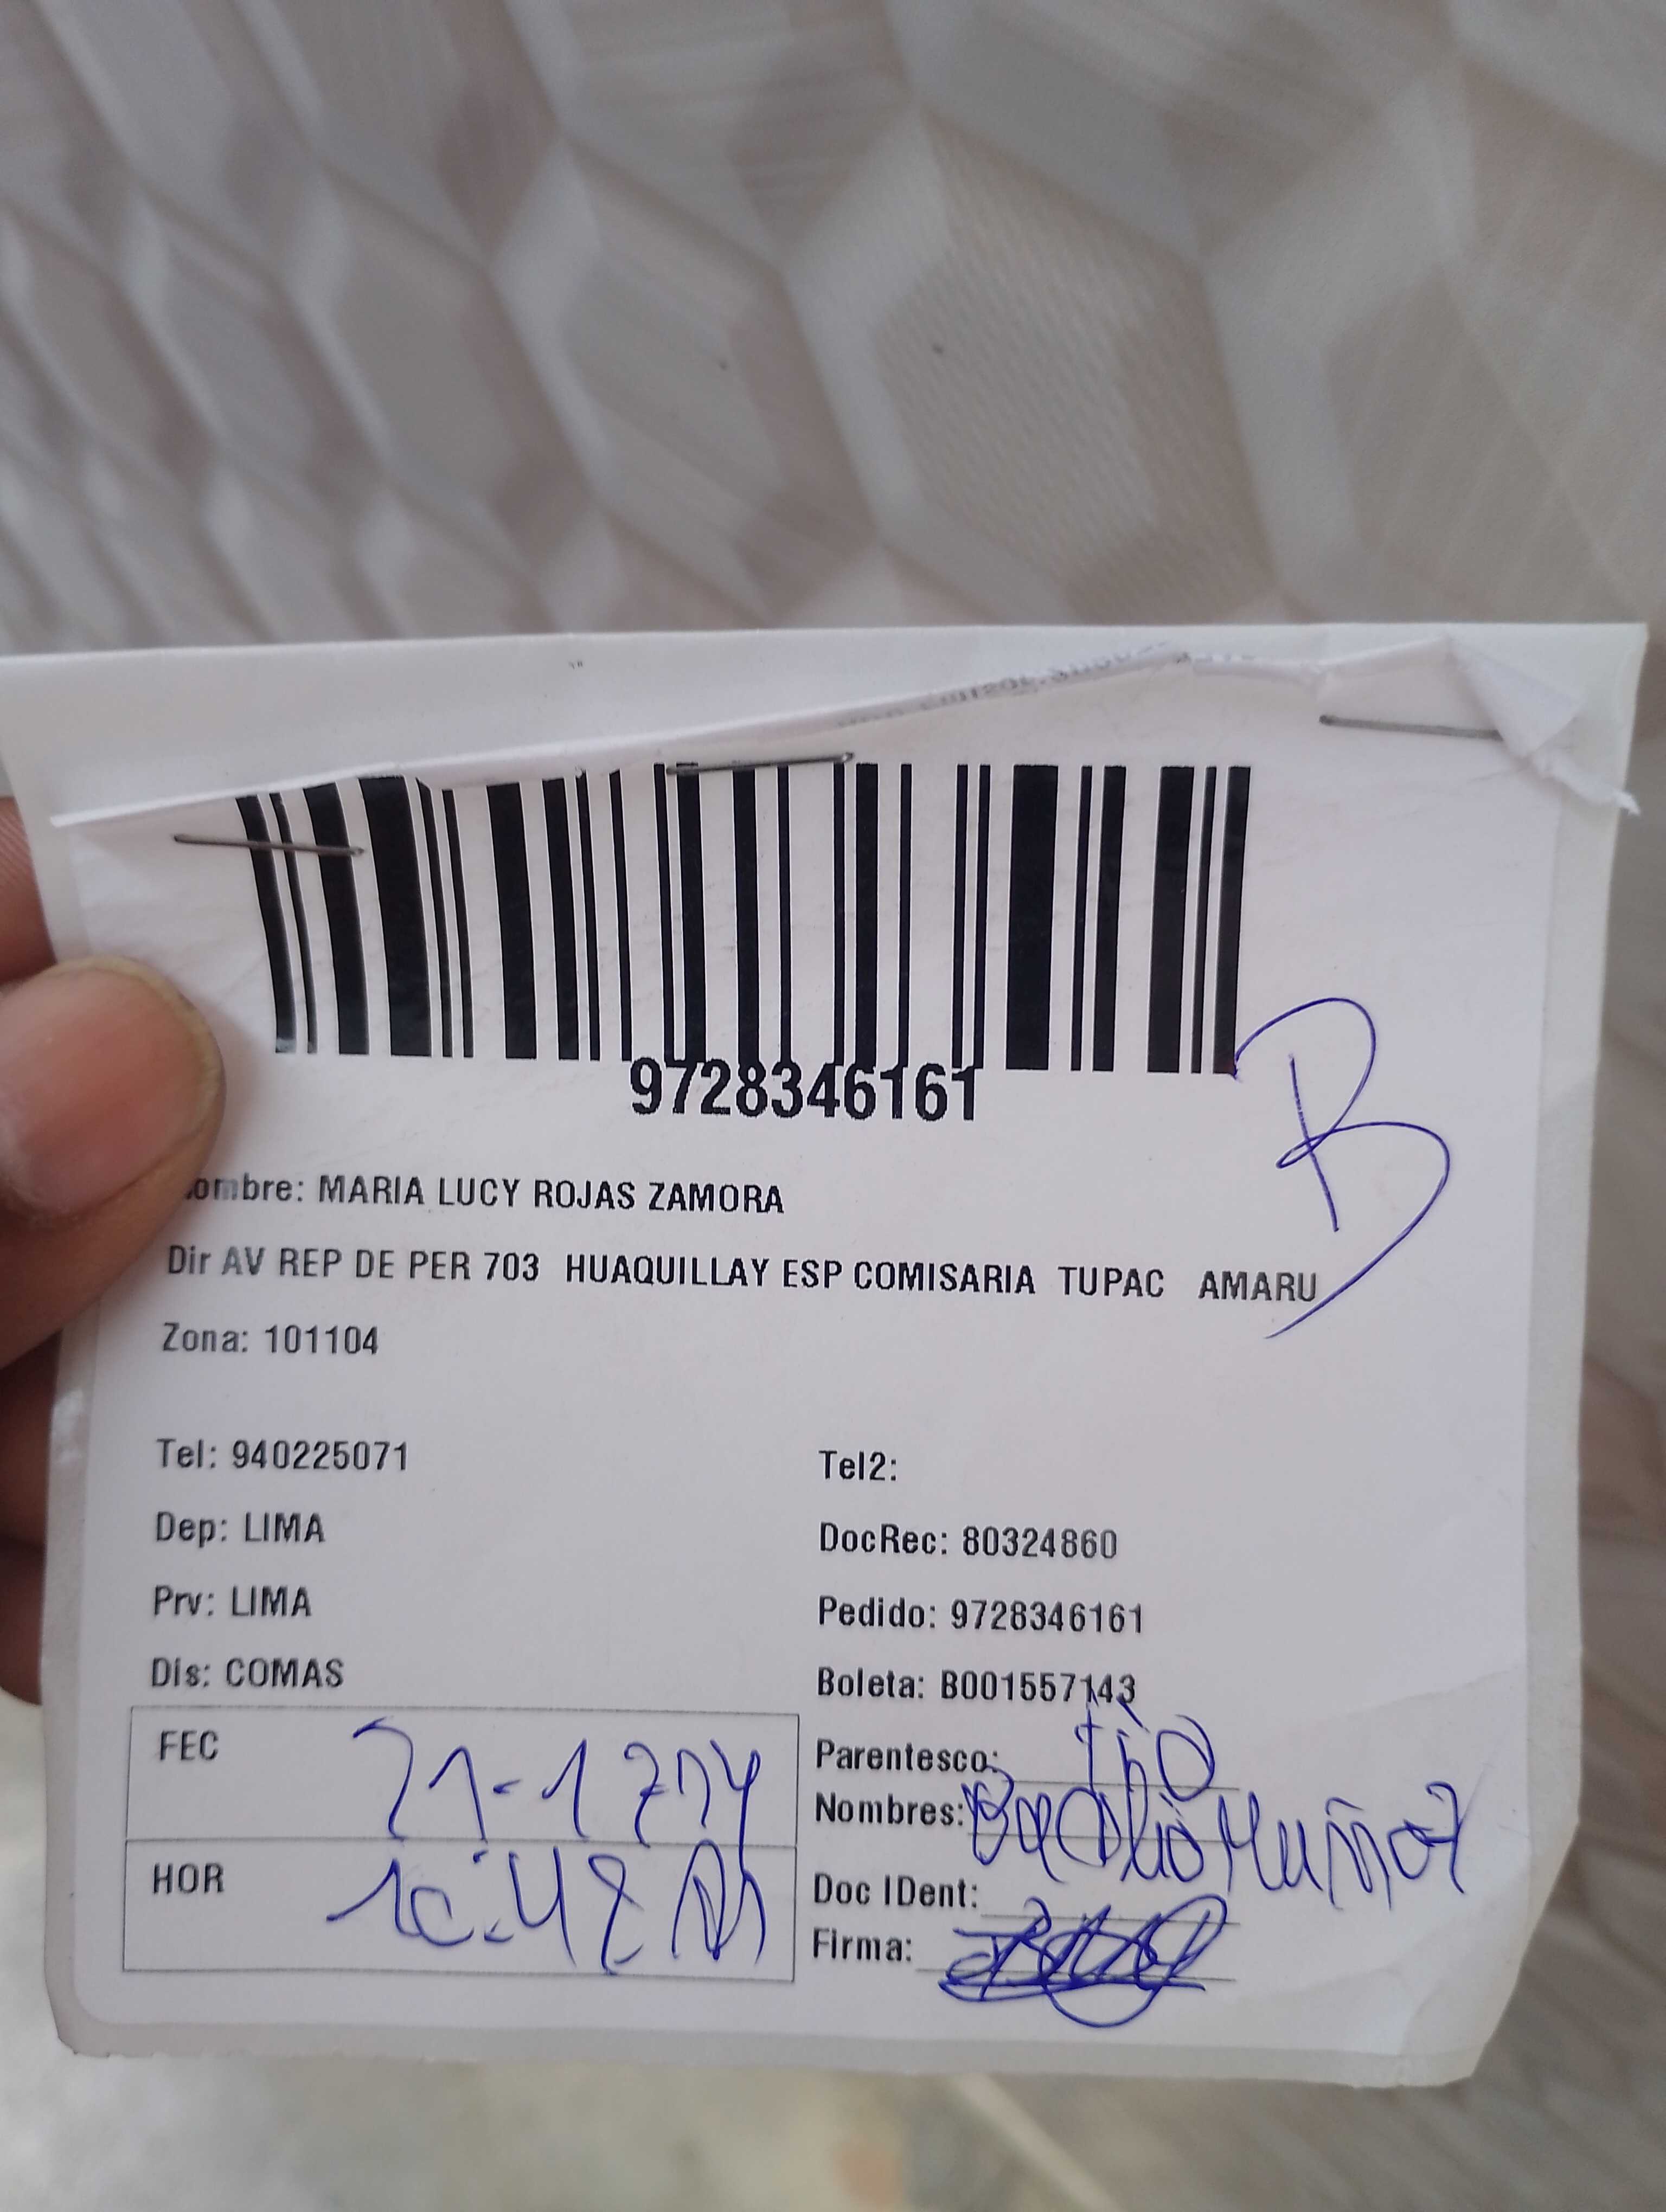 9728346161
B
ombre: MARIA LUCY ROJAS ZAMORA
Dir AV REP DE PER 703 HUAQUILLAY ESP COMISARIA TUPAC AMARU
Zona: 101104
Tel: 940225071
Tel2:
Dep: LIMA
DocRec: 80324860
Prv: LIMA
Pedido: 9728346161
Dis: COMAS
Boleta: B001557143
FEC
Parentesco: tio
Nombres: Muñoz
HOR
Doc IDent:
Firma: